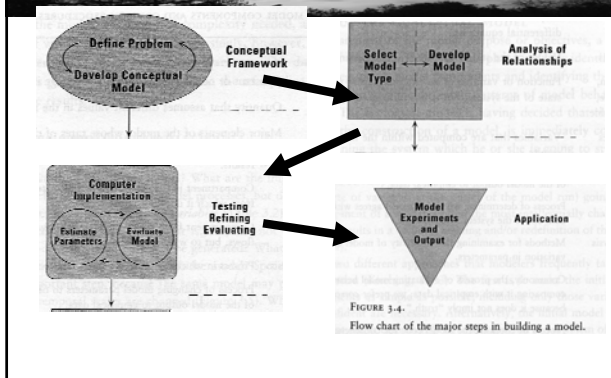 Define Problem
Develop Conceptual
Model
Conceptual
Framework
Select
Model
Type
Develop
Model
Analysis of
Relationships
Computer
Implementation
Estimate
Parameters
Evaluate
Model
Testing
Refining
Evaluating
Model
Experiments
and
Output
Application
FIGURE 3.4.
Flow chart of the major steps in building a model.